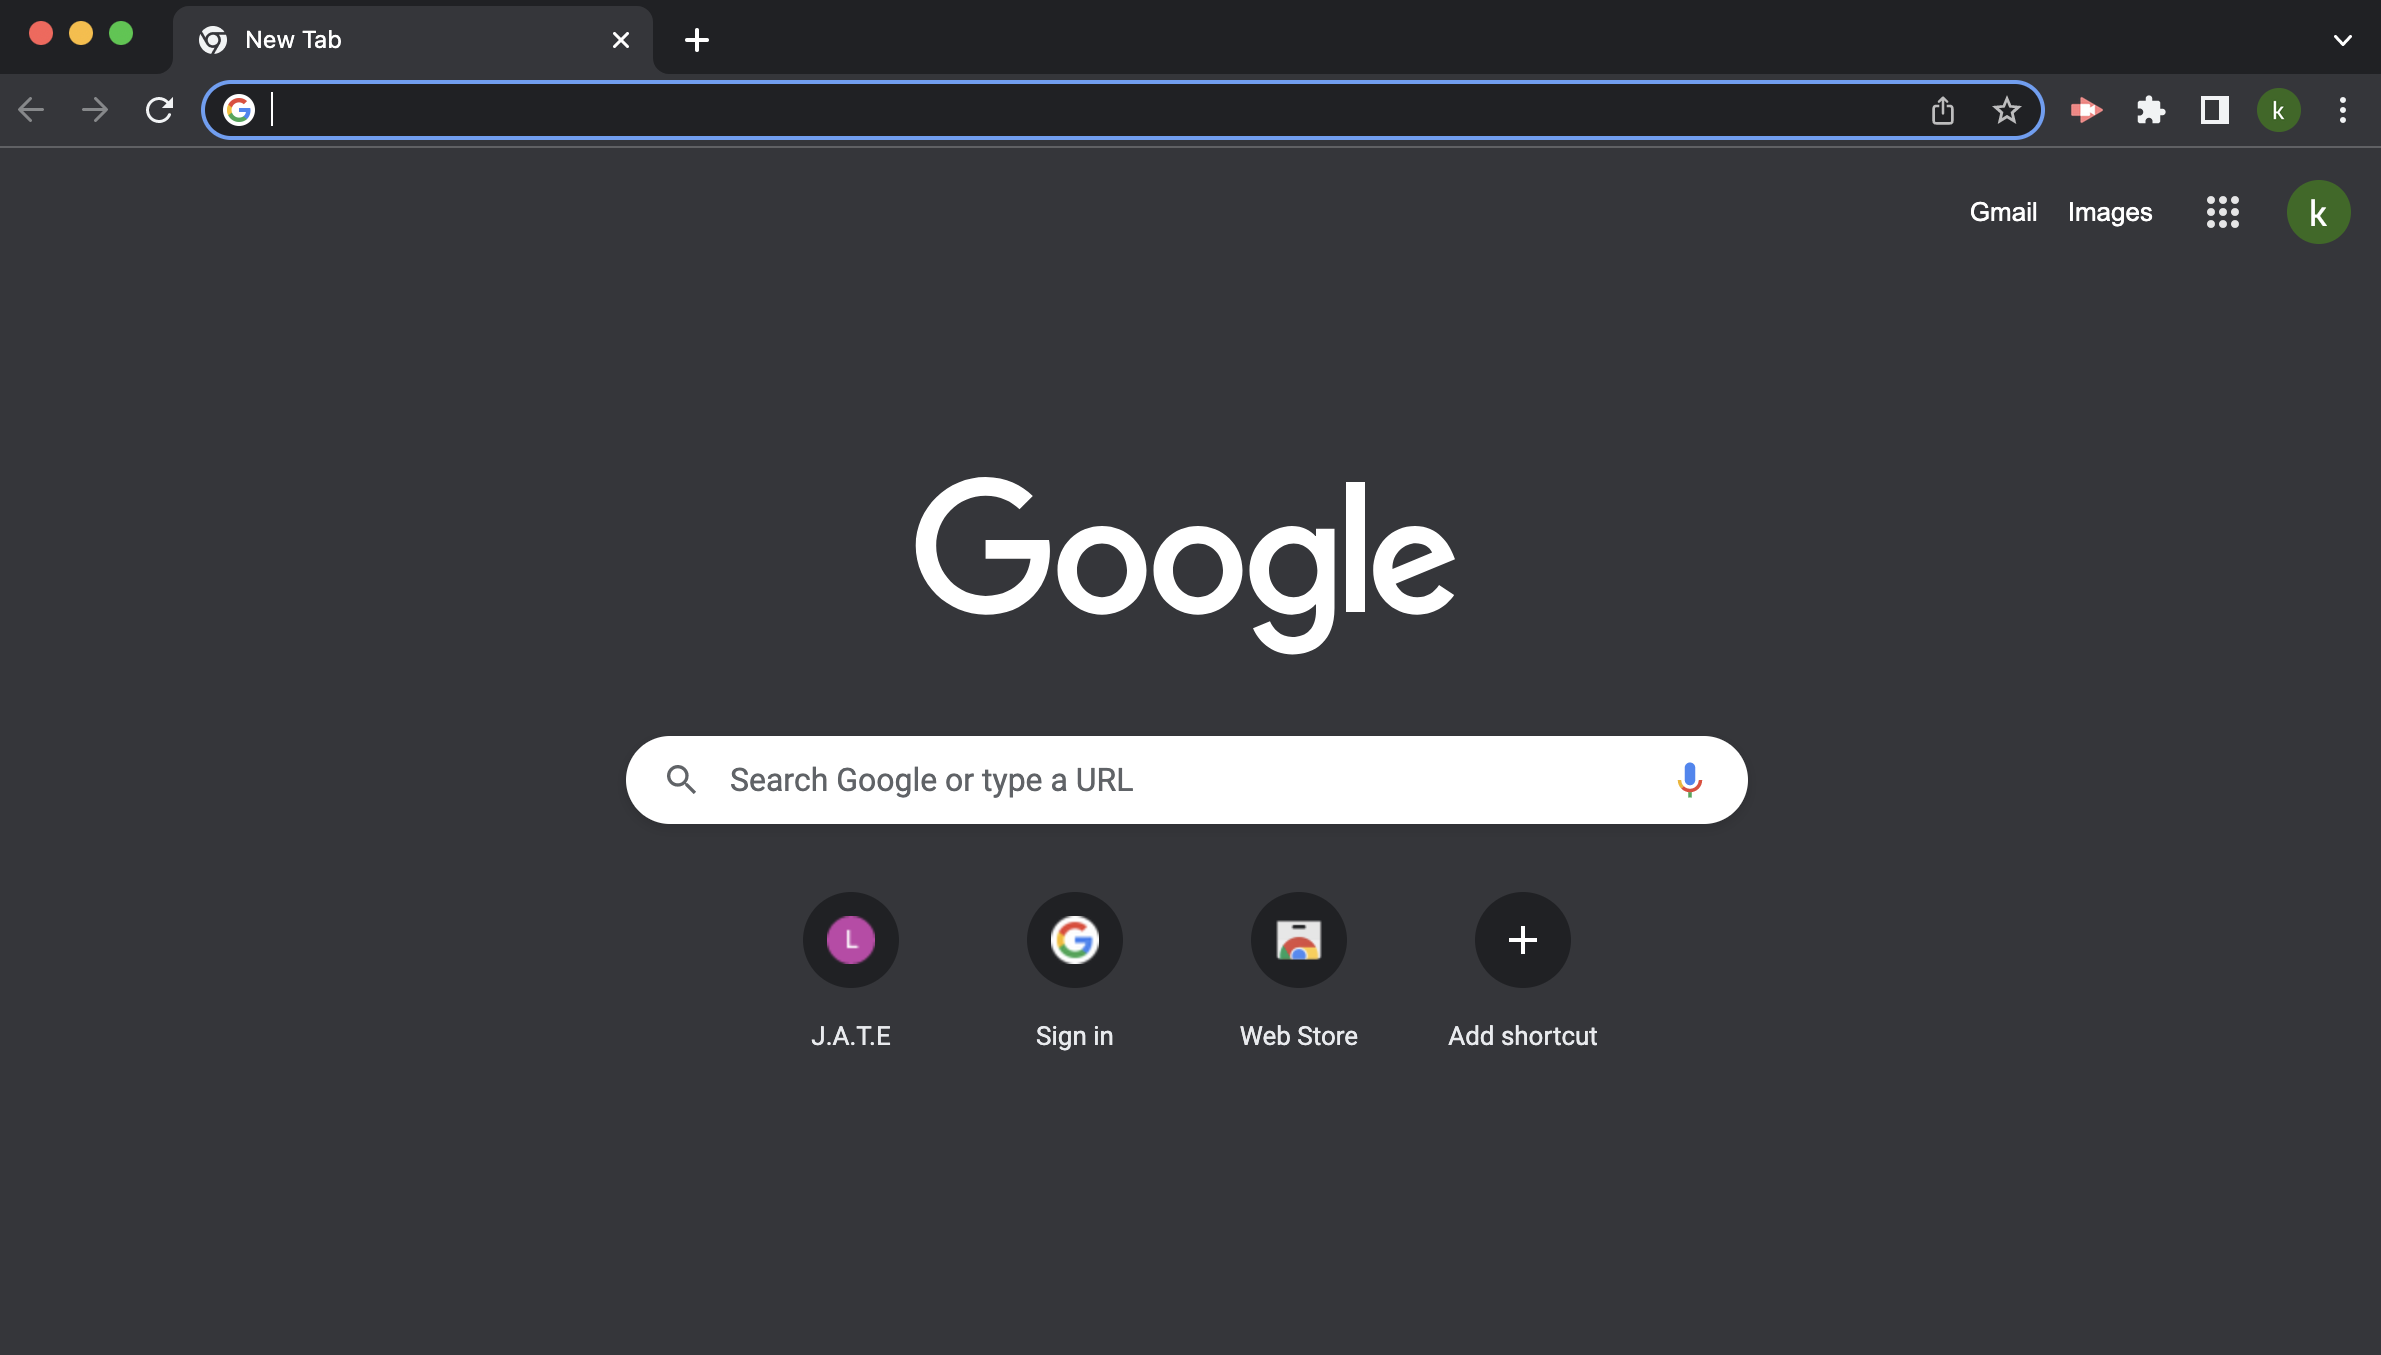 New Tab
k
Gmail Images k
Google
Search Google or type a URL
L
J.A.T.E Sign in Web Store Add shortcut